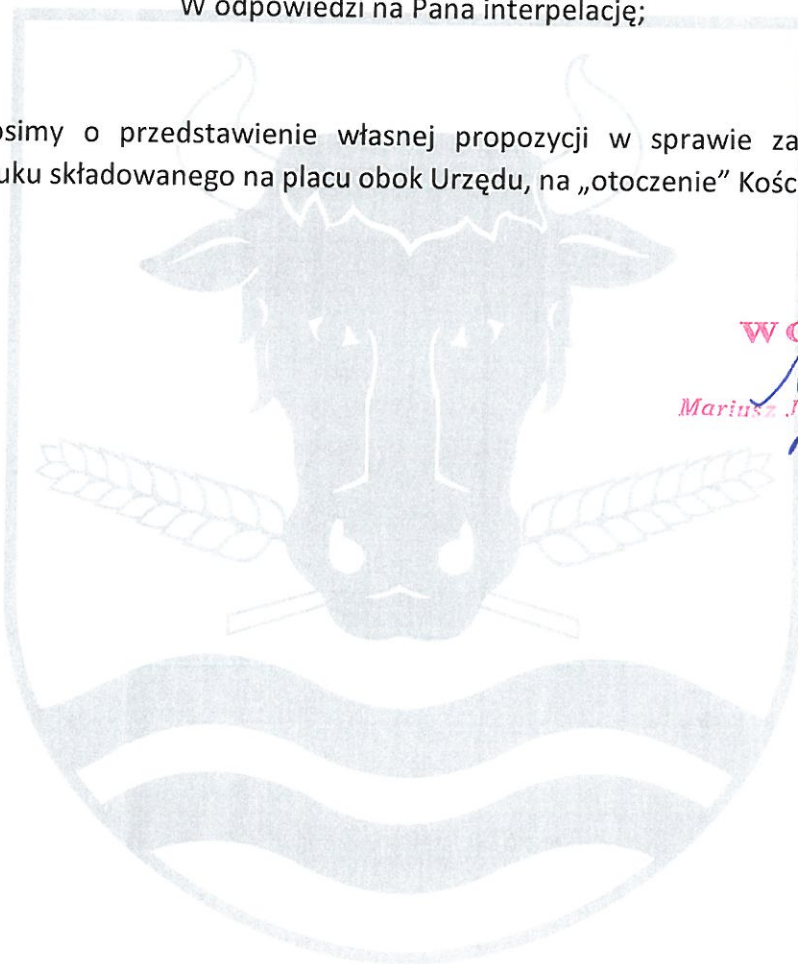 W odpowiedzi na Pana interpelację;
simy o przedstawienie własnej propozycji w sprawie za
uku składowanego na placu obok Urzędu, na „otoczenie” Kośc
W
Mariusz